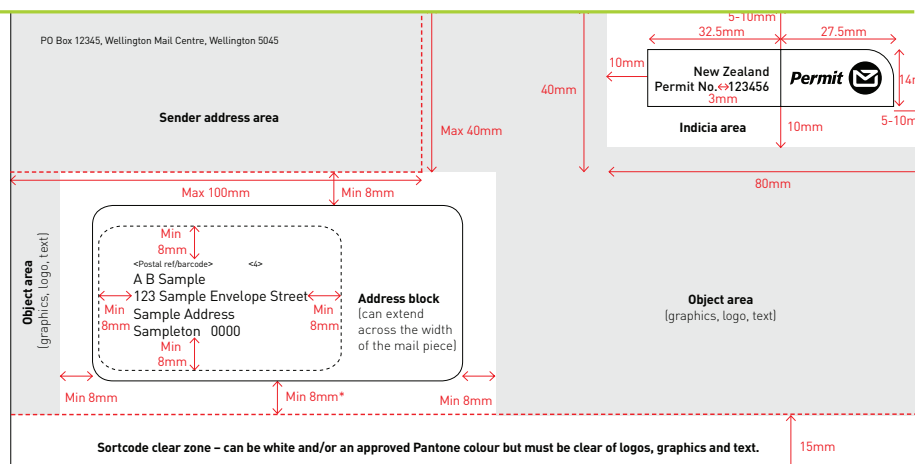 5-10mm
PO Box 12345, Wellington Mail Centre, Wellington 5045
32.5mm
27.5mm
10mm
New Zealand
Permit No.
123456
3mm
Permit
40mm
5-10m
Sender address area
Max 40mm
Indicia area
10mm
Max 100mm
Min 8mm
80mm
Min
8mm
<Postal ref/barcode> <4>
A B Sample
123 Sample Envelope Street
Sample Address
Sampleton 0000
Min
8mm
Min
8mm
Min
8mm
Address block
(can extend
across the width
of the mail piece)
Object area
(graphics, logo, text)
Object area
(graphics, logo, text)
Min 8mm
Min 8mm*
Min 8mm
Sortcode clear zone – can be white and/or an approved Pantone colour but must be clear of logos, graphics and text.
15mm